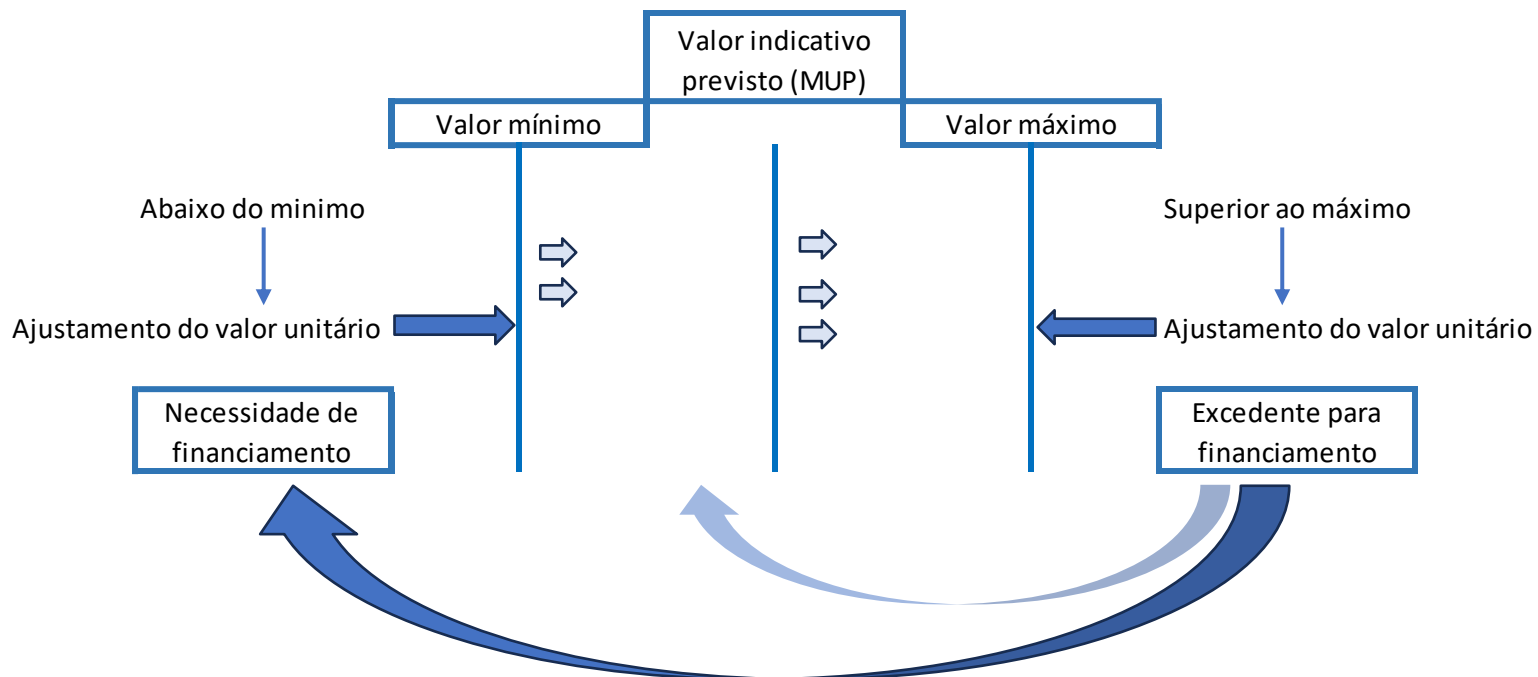 Valor indicativo
previsto (MUP)
Valor mínimo
Valor máximo
Abaixo do minimo
Superior ao máximo
Ajustamento do valor unitário
Ajustamento do valor unitário
Necessidade de
financiamento
Excedente para
financiamento